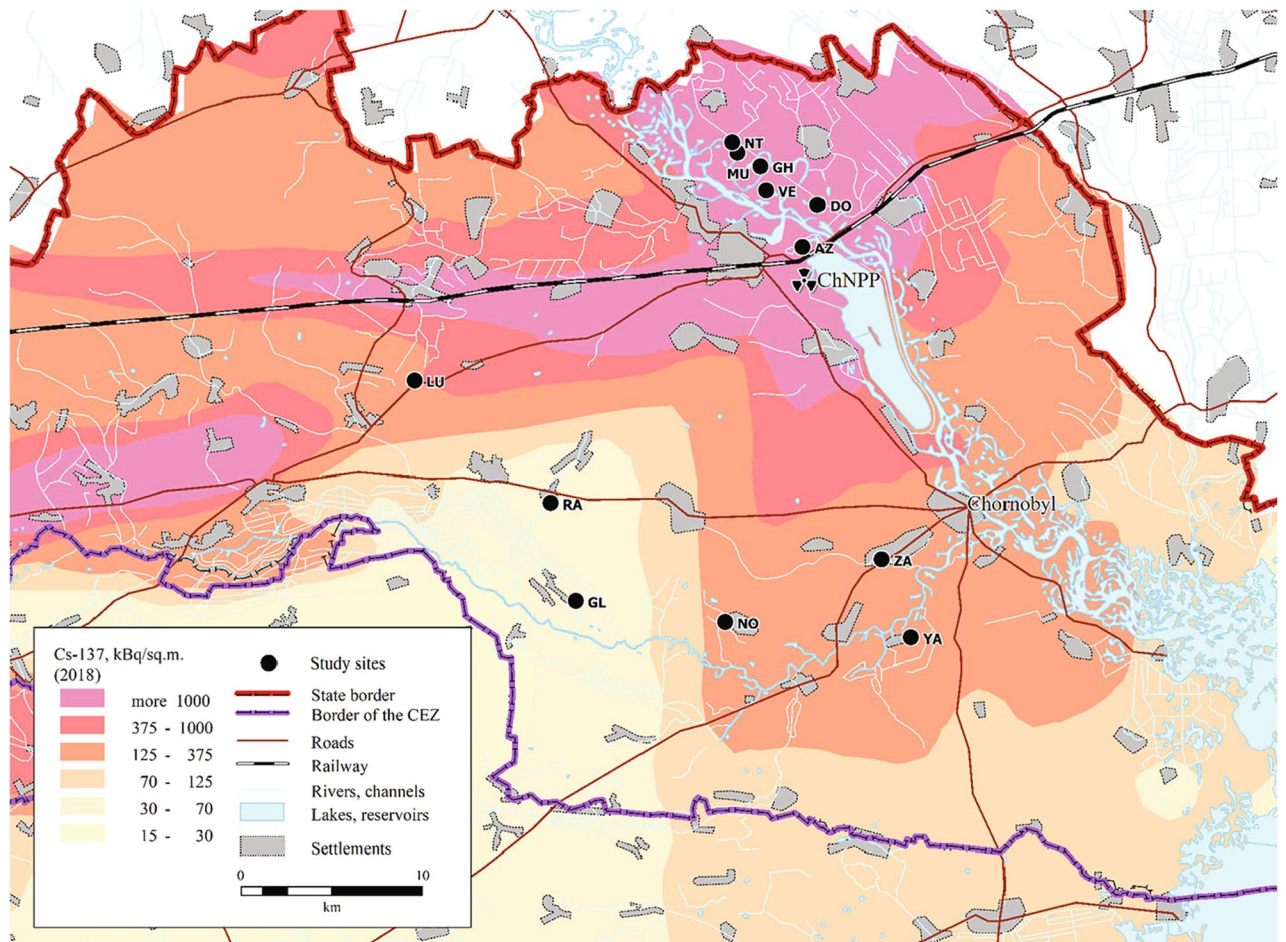 NT
MU
GH
VE
DO
AZ
ChNPP
LU
RA
Chornobyl
ZA
GL
NO
YA
Cs-137, kBq/sq.m.
(2018)
more 1000
375 - 1000
125 - 375
70 - 125
30 - 70
15 - 30
Study sites
State border
Border of the CEZ
Roads
Railway
Rivers, channels
Lakes, reservoirs
Settlements
0 10
km